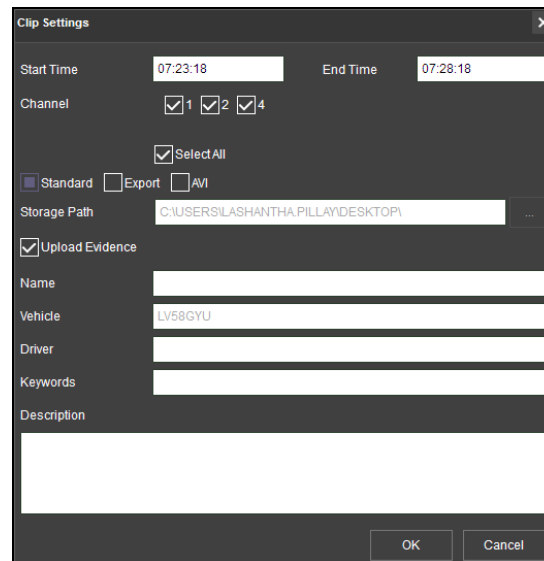 Clip Settings
Start Time 07:23:18 End Time 07:28:18
Channel 1 2 4
Select All
Standard Export AVI
Storage Path C:\USERS\LASHANTHA.PILLAY\DESKTOP\ ...
Upload Evidence
Name
Vehicle LV58GYU
Driver
Keywords
Description
OK Cancel